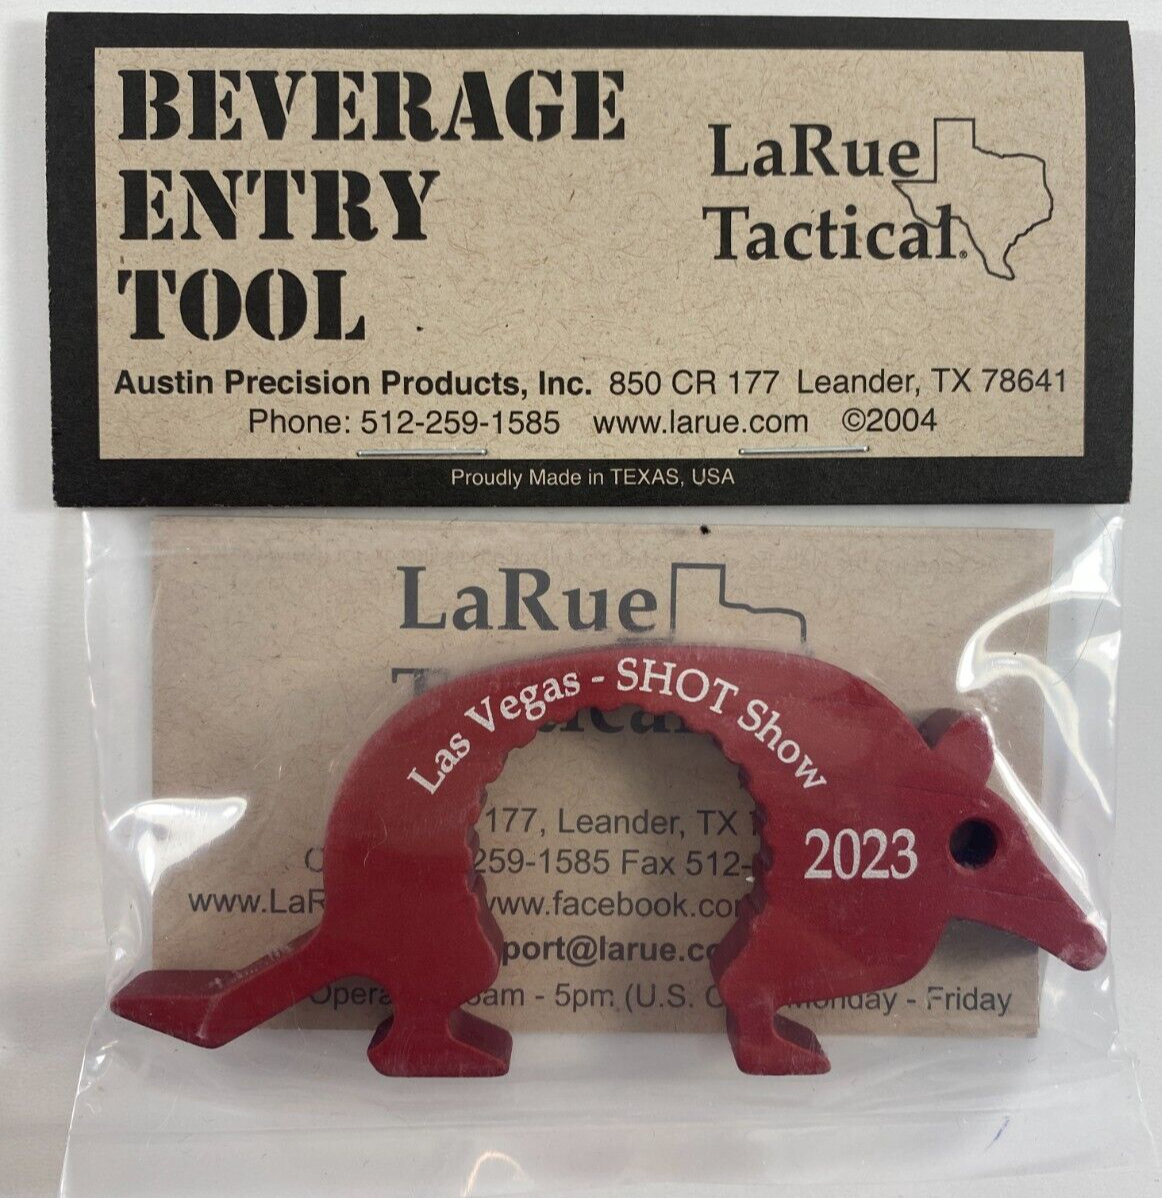 BEVERAGE
ENTRY
TOOL
LaRue
Tactical®
Austin Precision Products, Inc. 850 CR 177 Leander, TX 78641
Phone: 512-259-1585 www.larue.com ©2004
Proudly Made in TEXAS, USA
LaRue
Las Vegas - SHOT Show
2023
177, Leander, TX
259-1585 Fax 512-
www.facebook.com
port@larue.co
am - 5pm (U.S. Monday - Friday